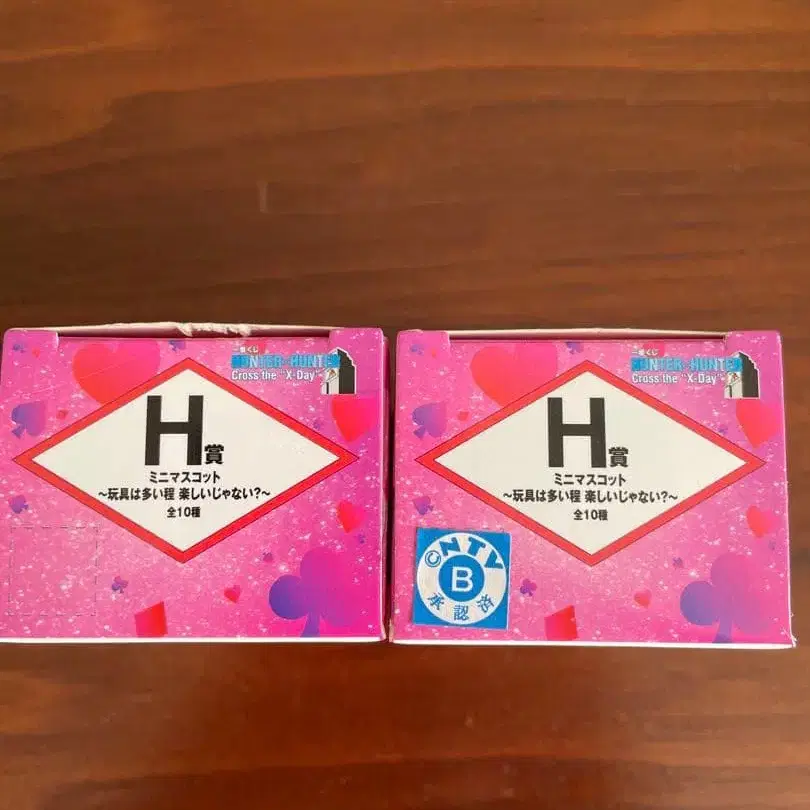 一番くじ
HUNTER×HUNTER
Cross the "X-Day"
H賞
ミニマスコット
～玩具は多い程 楽しいじゃない?～
全10種
一番くじ
HUNTER×HUNTER
Cross the "X-Day"
H賞
ミニマスコット
～玩具は多い程 楽しいじゃない?～
全10種
©NTV
B
承認済